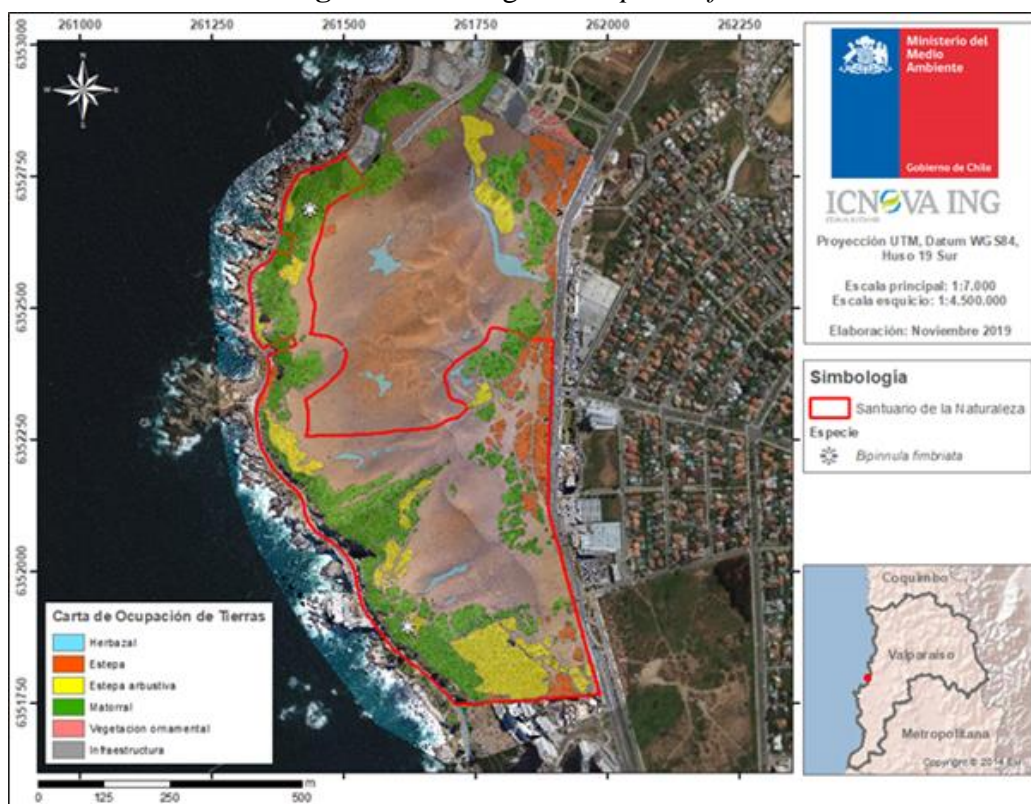 261000 261250 261500 261750 262000 262250
6353000
6352750
6352500
6352250
6352000
6351750
N
W E
S
Ministerio del
Medio
Ambiente
Gobierno de Chile
ICNOVA ING
Proyección UTM, Datum WGS84,
Huso 19 Sur
Escala principal: 1:7.000
Escala esquicio: 1:4.500.000
Elaboración: Noviembre 2019
Simbología
Santuario de la Naturaleza
Especie
Bipinnula fimbriata
Carta de Ocupación de Tierras
Herbazal
Estepa
Estepa arbustiva
Matorral
Vegetacion ornamental
Infraestructura
Coquimbo
Valparaíso
Metropolitana
Copyright © 2014 Esri
m
0 125 250 500